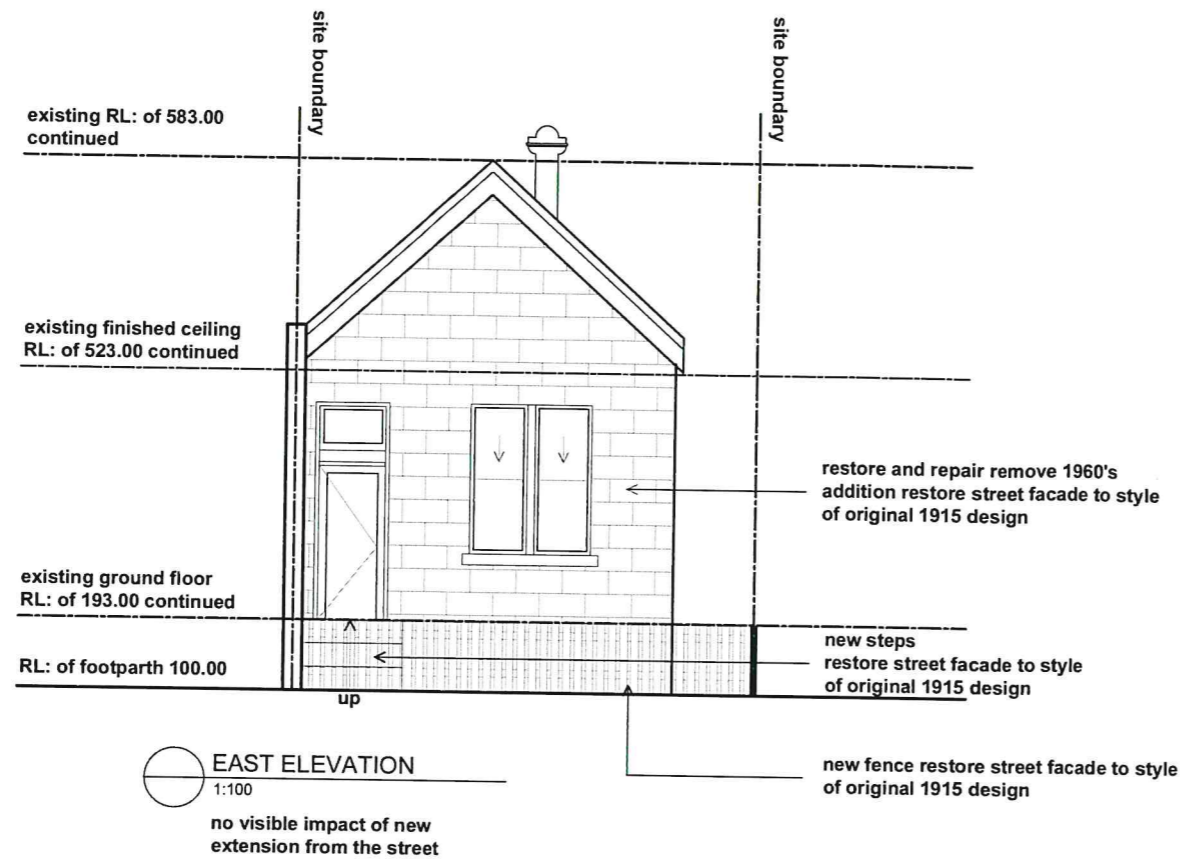 site boundary
site boundary
existing RL: of 583.00
continued
existing finished ceiling
RL: of 523.00 continued
restore and repair remove 1960's
addition restore street facade to style
of original 1915 design
existing ground floor
RL: of 193.00 continued
RL: of footparth 100.00
new steps
restore street facade to style
of original 1915 design
up
new fence restore street facade to style
of original 1915 design
EAST ELEVATION
1:100
no visible impact of new
extension from the street